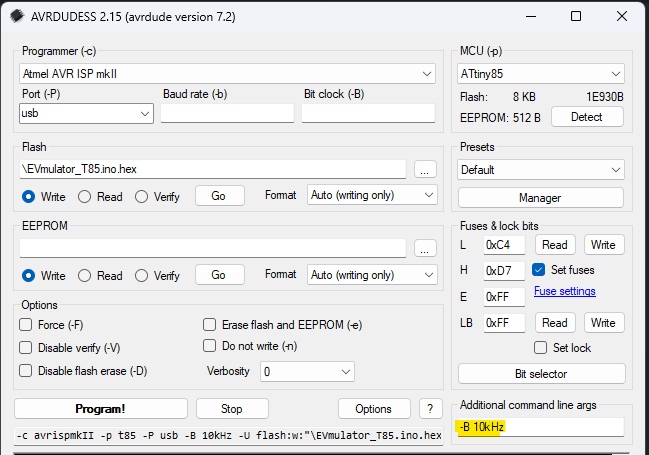 AVRDUDESS 2.15 (avrdude version 7.2)
Programmer (-c)
Atmel AVR ISP mkII
Port (-P) Baud rate (-b) Bit clock (-B)
usb
MCU (-p)
ATtiny85
Flash: 8 KB 1E930B
EEPROM: 512 B Detect
Flash
\EVmulator_T85.ino.hex ...
Write Read Verify Go Format Auto (writing only)
Presets
Default
Manager
EEPROM
...
Write Read Verify Go Format Auto (writing only)
Fuses & lock bits
L 0xC4 Read Write
H 0xD7 Set fuses
E 0xFF Fuse settings
LB 0xFF Read Write
Set lock
Bit selector
Options
Force (-F) Erase flash and EEPROM (-e)
Disable verify (-V) Do not write (-n)
Disable flash erase (-D) Verbosity 0
Program! Stop Options ?
-c avrispmkII -p t85 -P usb -B 10kHz -U flash:w:"\EVmulator_T85.ino.hex
Additional command line args
-B 10kHz